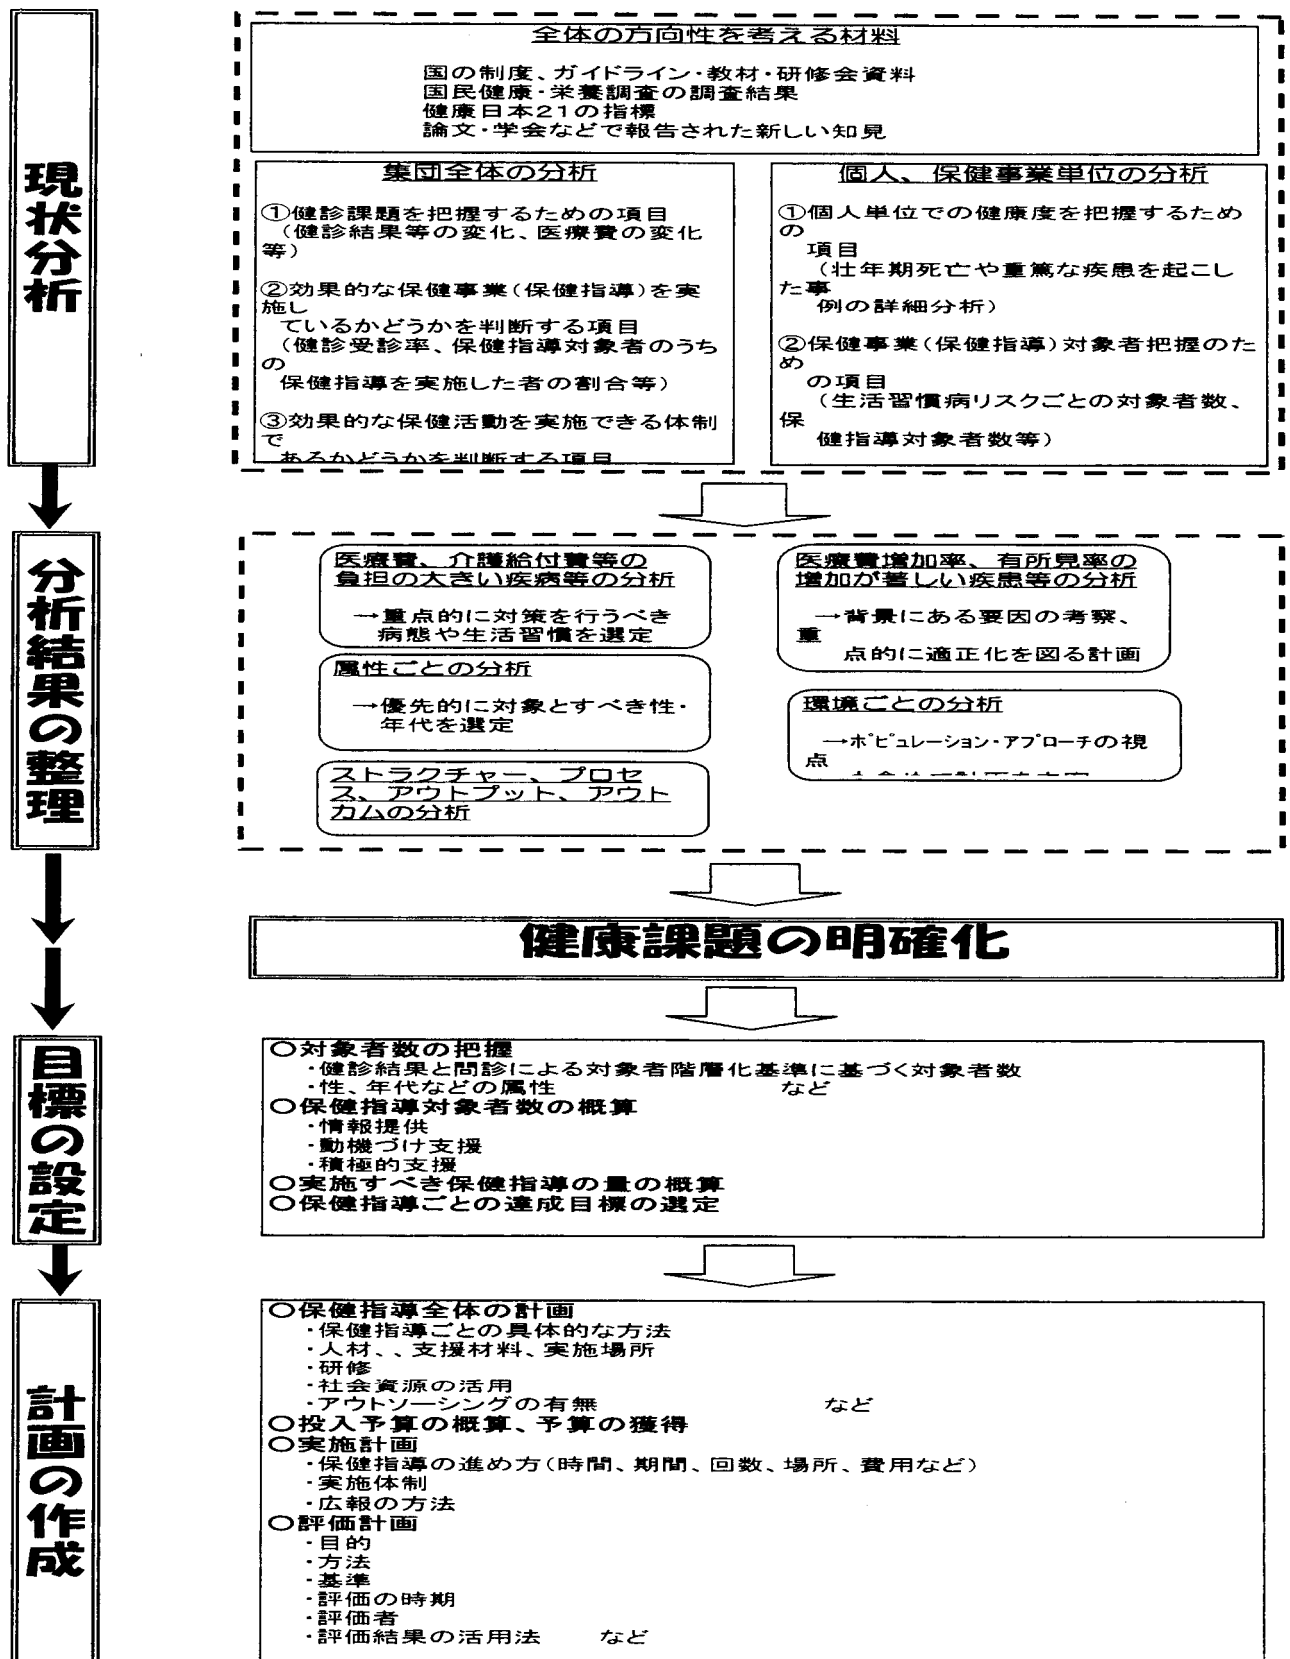 現状分析
全体の方向性を考える材料
国の制度、ガイドライン・教材・研修会資料
国民健康・栄養調査の調査結果
健康日本21の指標
論文・学会などで報告された新しい知見
集団全体の分析
①健診課題を把握するための項目
(健診結果等の変化、医療費の変化
等)
②効果的な保健事業(保健指導)を実
施し
ているかどうかを判断する項目
(健診受診率、保健指導対象者のうち
の
保健指導を実施した者の割合等)
③効果的な保健活動を実施できる体制
で
あるかどうかを判断する項目
個人、保健事業単位の分析
①個人単位での健康度を把握するため
の
項目
(壮年期死亡や重篤な疾患を起こし
た事
例の詳細分析)
②保健事業(保健指導)対象者把握のた
め
の項目
(生活習慣病リスクごとの対象者数、
保
健指導対象者数等)
分析結果の整理
医療費、介護給付費等の
負担の大きい疾病等の分析
→重点的に対策を行うべき
病態や生活習慣を選定
属性ごとの分析
→優先的に対象とすべき性・
年代を選定
ストラクチャー、プロセ
ス、アウトプット、アウト
カムの分析
医療費増加率、有所見率の
増加が著しい疾患等の分析
→背景にある要因の考察、
重
点的に適正化を図る計画
環境ごとの分析
→ポピュレーション・アプローチの視
点
健康課題の明確化
目標の設定
○対象者数の把握
・健診結果と問診による対象者階層化基準に基づく対象者数
・性、年代などの属性 など
○保健指導対象者数の概算
・情報提供
・動機づけ支援
・積極的支援
○実施すべき保健指導の量の概算
○保健指導ごとの達成目標の選定
計画の作成
○保健指導全体の計画
・保健指導ごとの具体的な方法
・人材、、支援材料、実施場所
・研修
・社会資源の活用
・アウトソーシングの有無 など
○投入予算の概算、予算の獲得
○実施計画
・保健指導の進め方(時間、期間、回数、場所、費用など)
・実施体制
・広報の方法
○評価計画
・目的
・方法
・基準
・評価の時期
・評価者
・評価結果の活用法 など